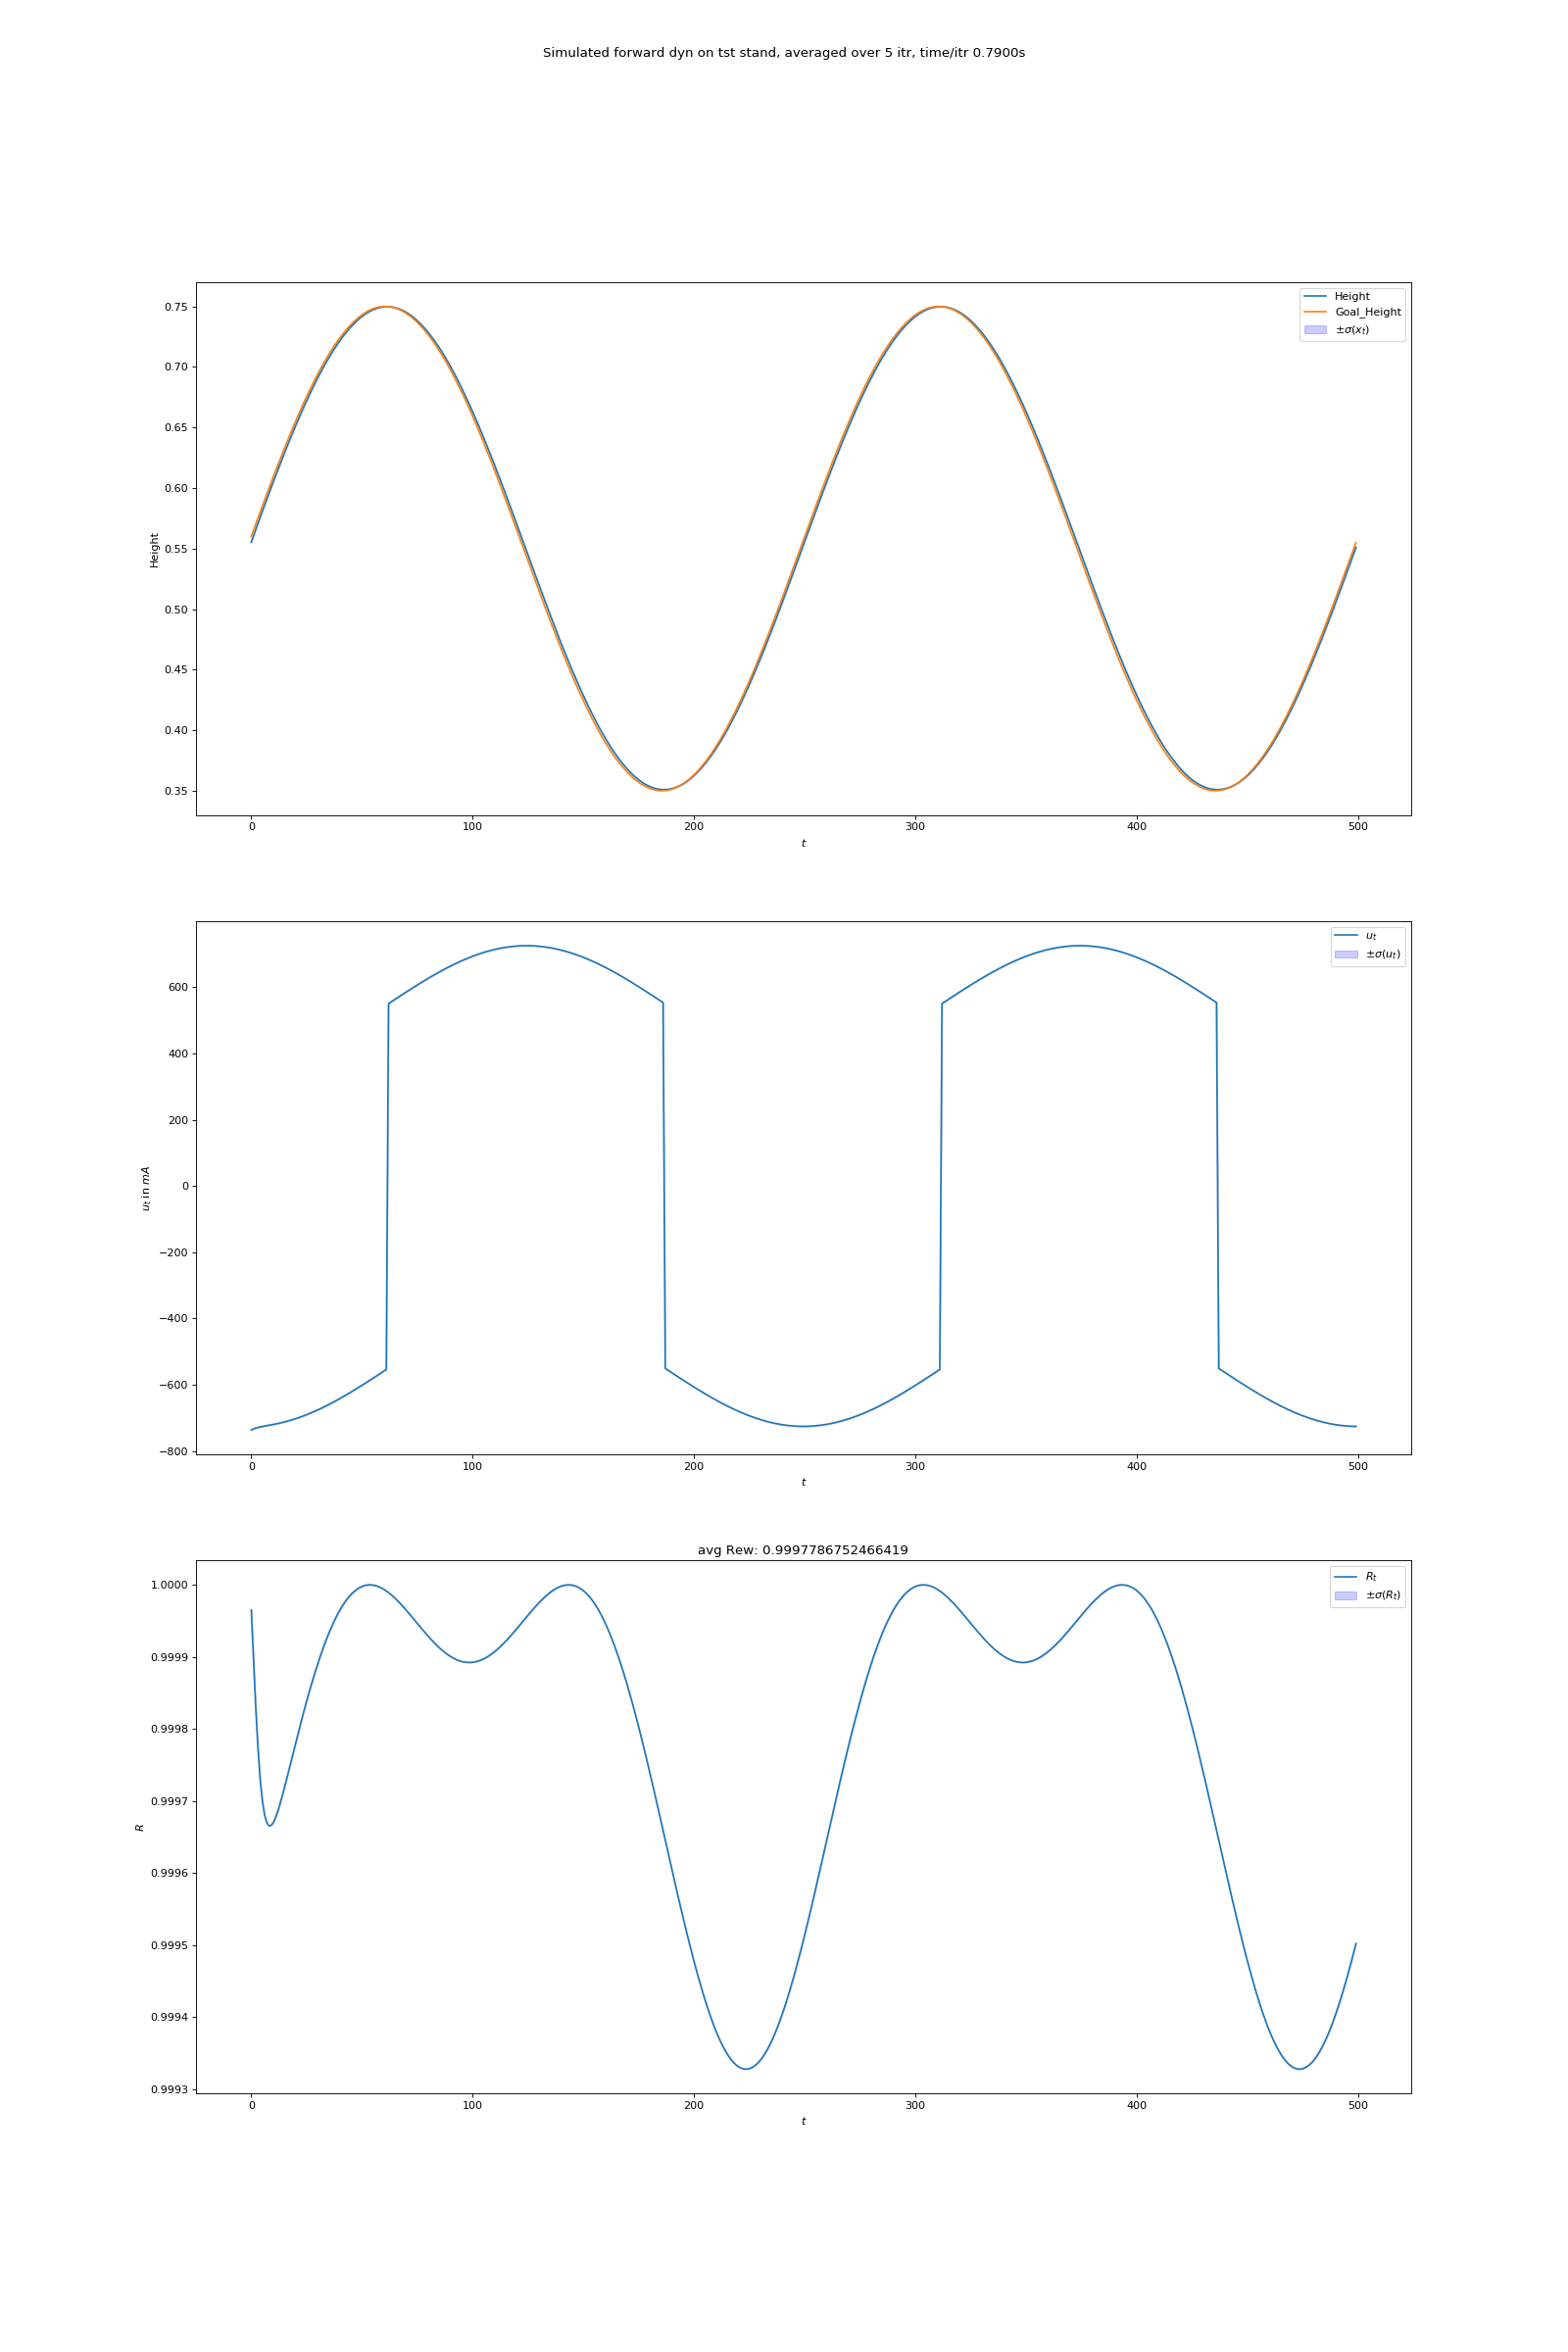 Simulated forward dyn on tst stand, averaged over 5 itr, time/itr 0.7900s
Height
Goal_Height
±σ(x_t)
0.75
0.70
0.65
0.60
0.55
0.50
0.45
0.40
0.35
Height
0 100 200 300 400 500
t
u_t
±σ(u_t)
600
400
200
0
−200
−400
−600
−800
u_t in mA
0 100 200 300 400 500
t
avg Rew: 0.9997786752466419
R_t
±σ(R_t)
1.0000
0.9999
0.9998
0.9997
0.9996
0.9995
0.9994
0.9993
R
0 100 200 300 400 500
t